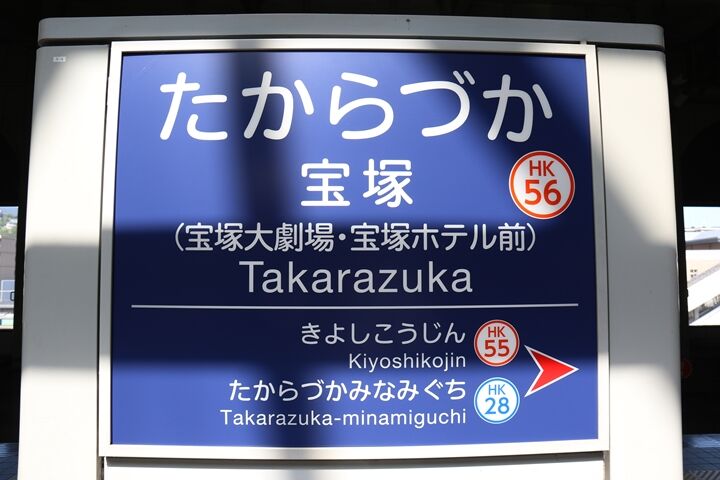 たからづか
宝塚
HK
56
(宝塚大劇場・宝塚ホテル前)
Takarazuka
きよしこうじん
Kiyoshikojin
HK
55
たからづかみなみぐち
Takarazuka-minamiguchi
HK
28